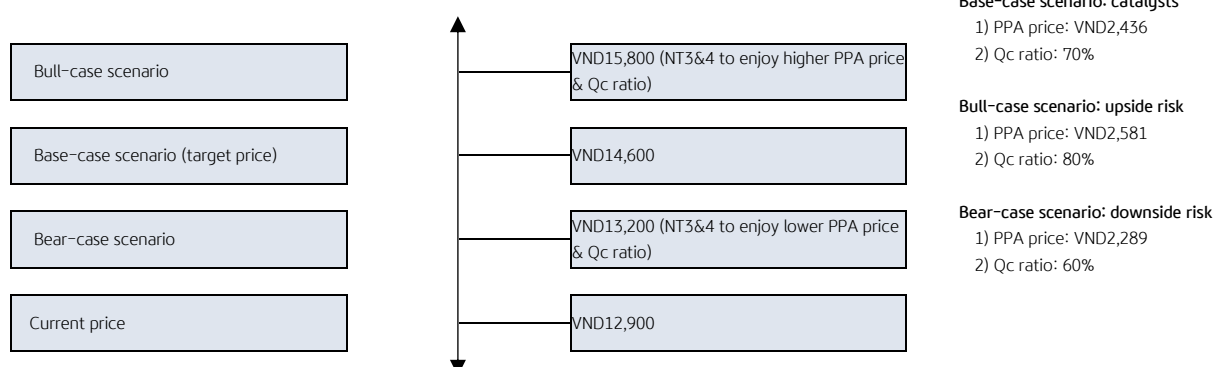 Bull-case scenario
VND15,800 (NT3&4 to enjoy higher PPA price
& Qc ratio)
Base-case scenario (target price)
VND14,600
Bear-case scenario
VND13,200 (NT3&4 to enjoy lower PPA price
& Qc ratio)
Current price
VND12,900
Base-case scenario: catalysts
1) PPA price: VND2,436
2) Qc ratio: 70%
Bull-case scenario: upside risk
1) PPA price: VND2,581
2) Qc ratio: 80%
Bear-case scenario: downside risk
1) PPA price: VND2,289
2) Qc ratio: 60%